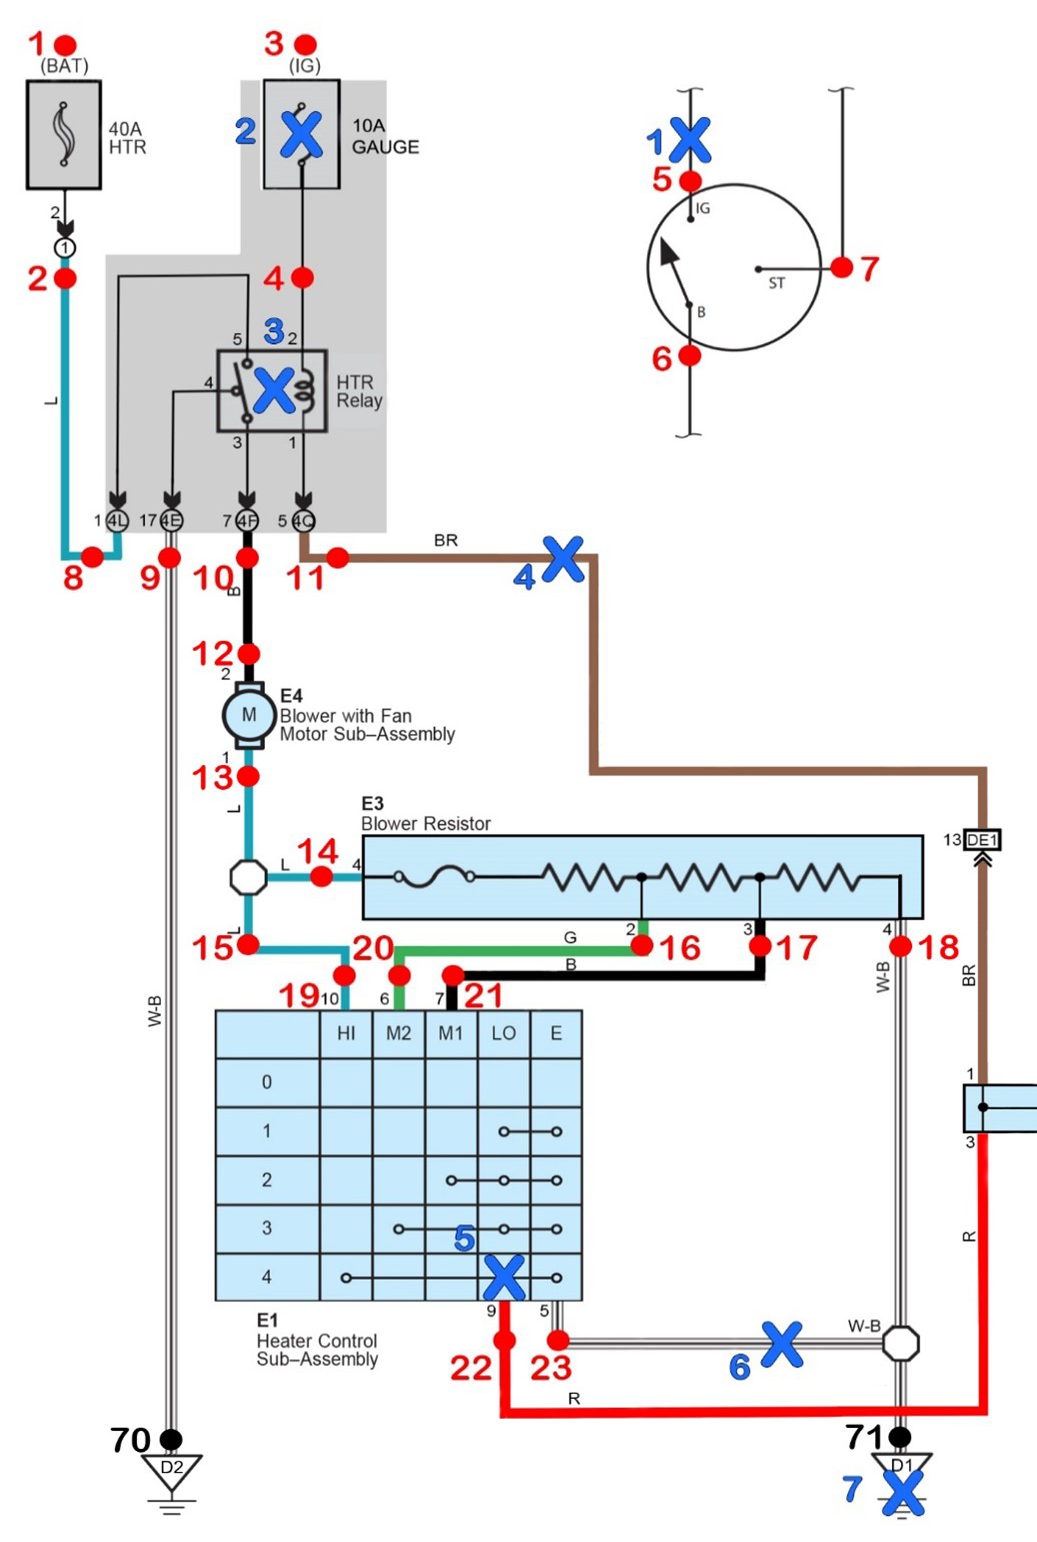 1
(BAT)
3
(IG)
2
40A
HTR
10A
GAUGE
1
5
IG
2
1
2
4
7
ST
B
6
3
5
2
4
HTR
Relay
L
3
1
1 4L
17 4E
7 4F
5 4Q
BR
8
9
10
11
4
B
12
2
E4
M
Blower with Fan
Motor Sub–Assembly
1
13
L
E3
Blower Resistor
13 DE1
14
L
4
L
15
20
G
2
16
3
17
4
18
B
W-B
BR
19
10
6
7
21
W-B
HI
M2
M1
LO
E
0
1
1
2
3
3
5
R
4
9
5
E1
Heater Control
Sub–Assembly
22
23
6
W-B
R
70
D2
71
D1
7